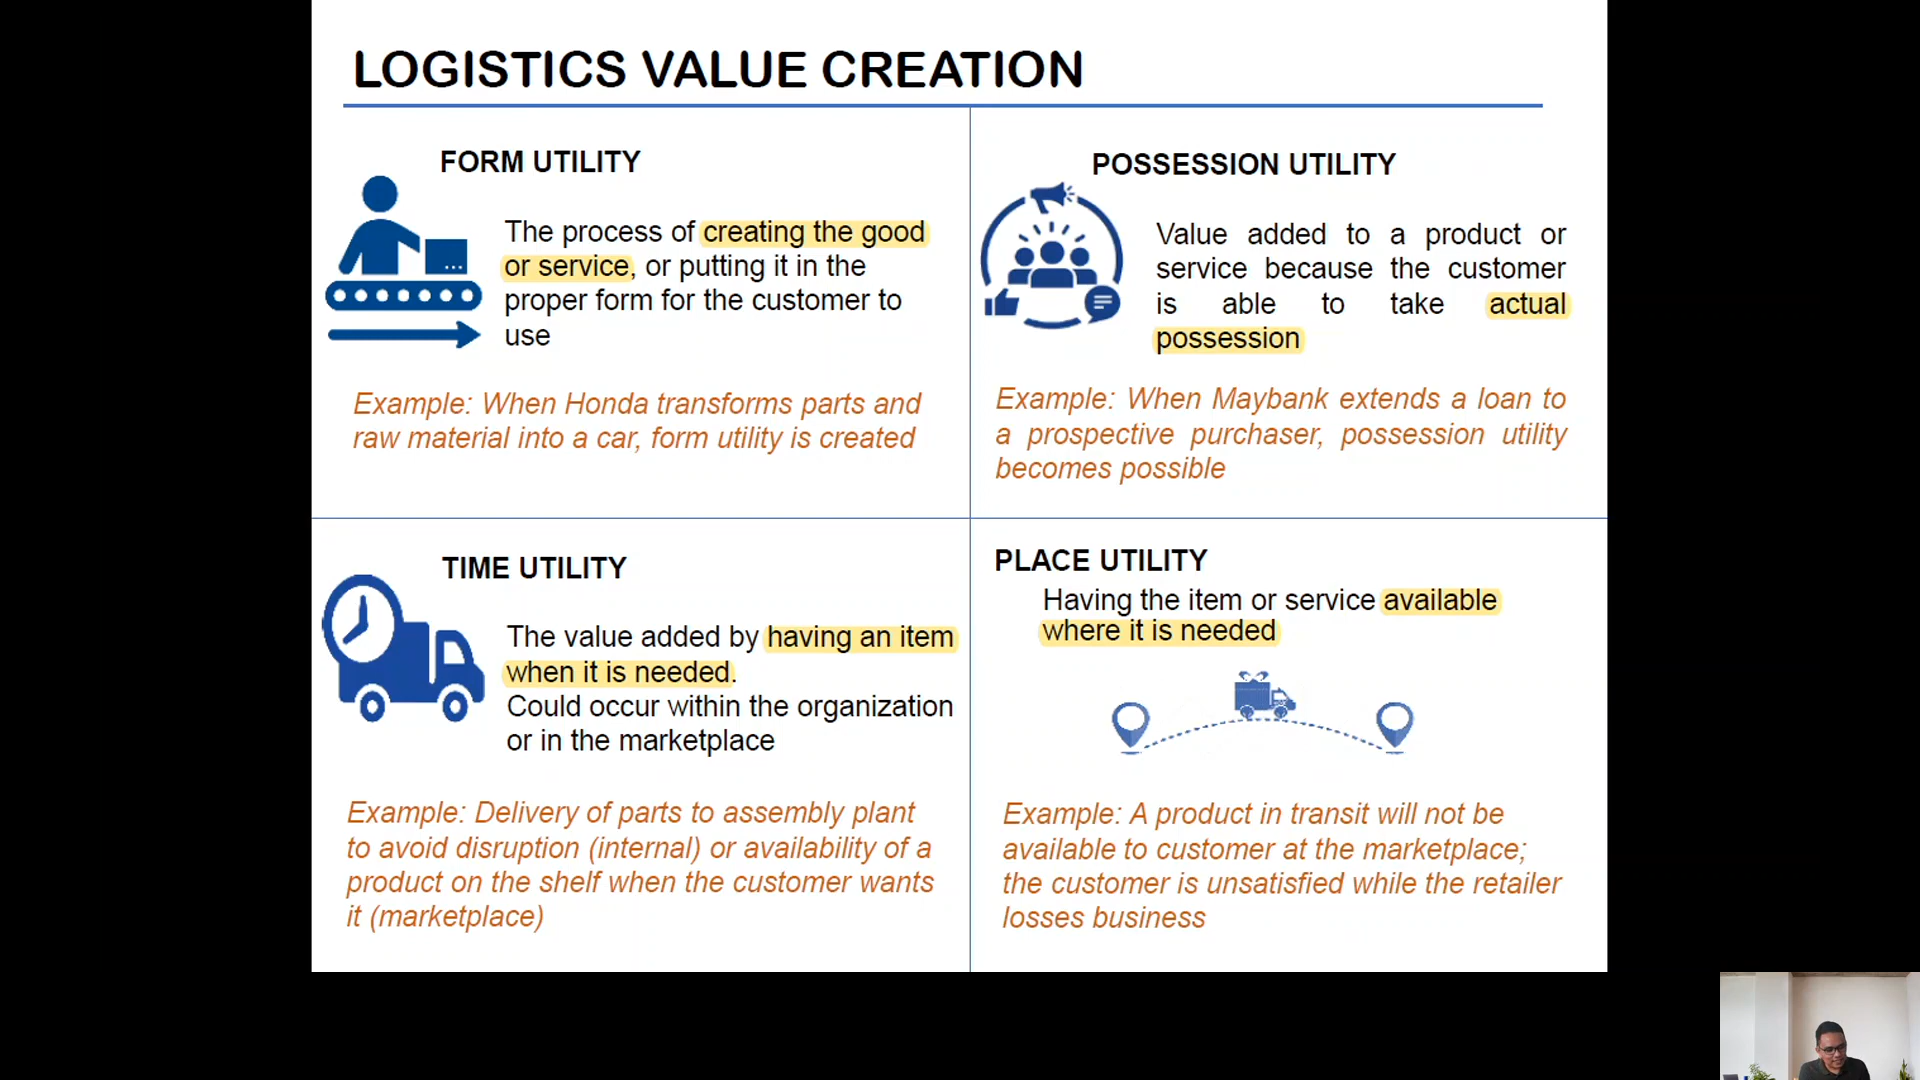 LOGISTICS VALUE CREATION
FORM UTILITY
The process of creating the good
or service, or putting it in the
proper form for the customer to
use
Example: When Honda transforms parts and
raw material into a car, form utility is created
POSSESSION UTILITY
Value added to a product or
service because the customer
is able to take actual
possession
Example: When Maybank extends a loan to
a prospective purchaser, possession utility
becomes possible
TIME UTILITY
The value added by having an item
when it is needed.
Could occur within the organization
or in the marketplace
Example: Delivery of parts to assembly plant
to avoid disruption (internal) or availability of a
product on the shelf when the customer wants
it (marketplace)
PLACE UTILITY
Having the item or service available
where it is needed
Example: A product in transit will not be
available to customer at the marketplace;
the customer is unsatisfied while the retailer
losses business